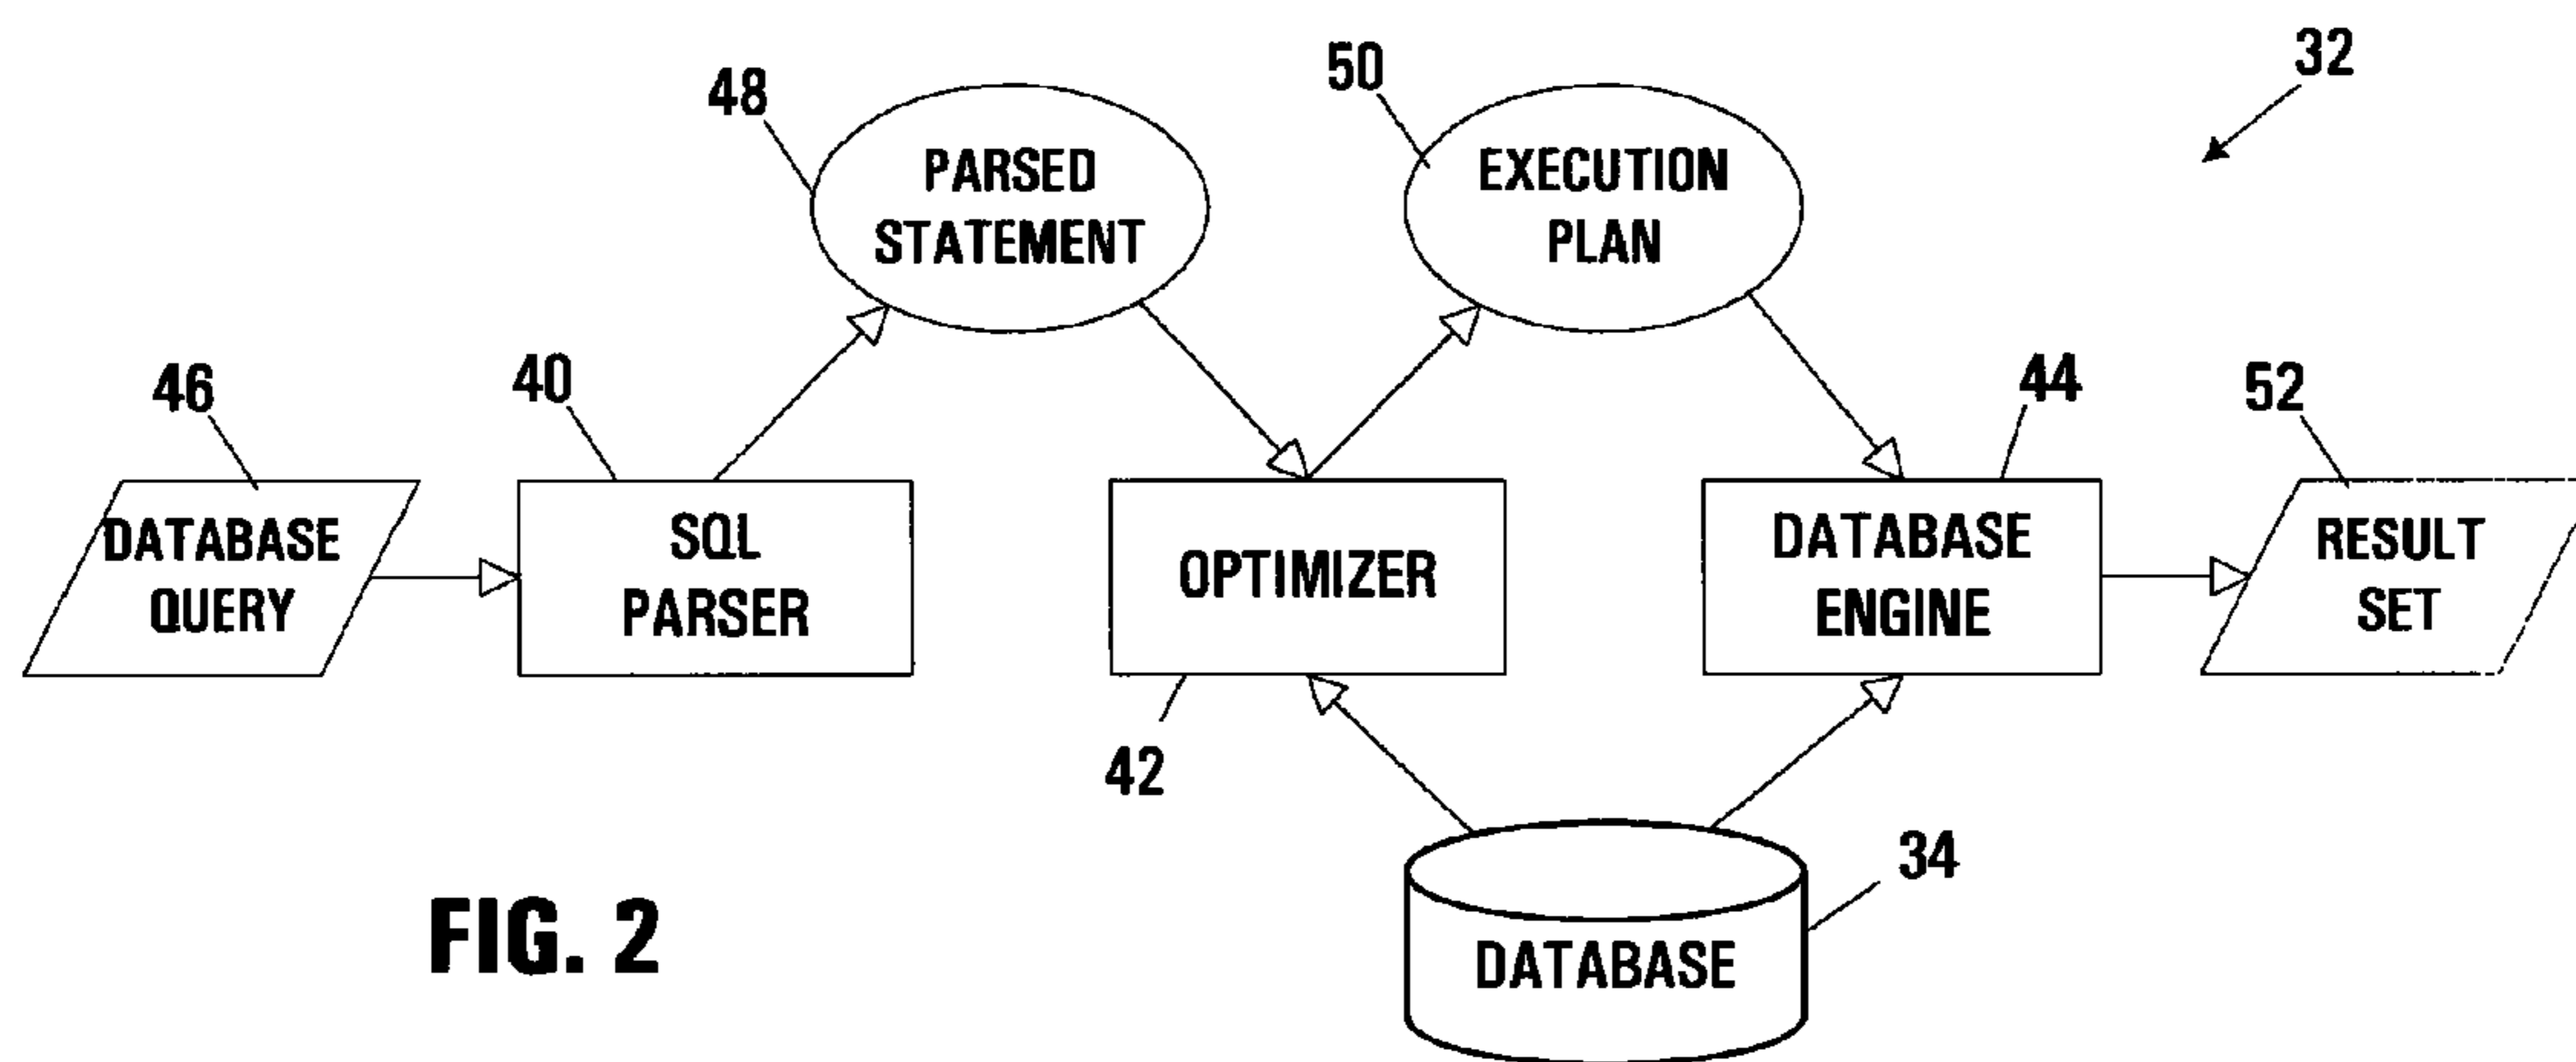 32
50
48
EXECUTION
PLAN
PARSED
STATEMENT
46
40
44
52
DATABASE
QUERY
SQL
PARSER
OPTIMIZER
DATABASE
ENGINE
RESULT
SET
42
34
DATABASE
FIG. 2